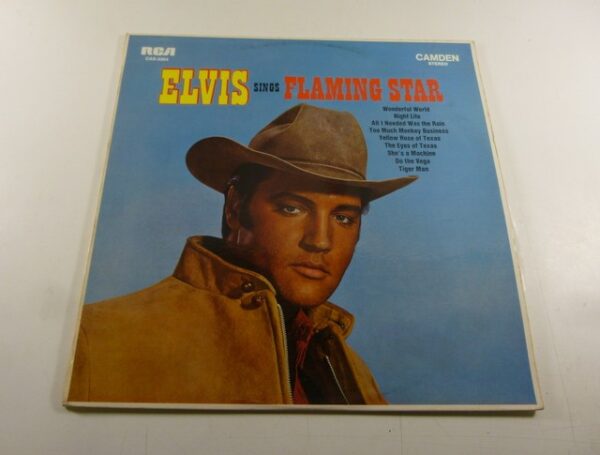 RCA
CAS-2304
CAMDEN
STEREO
ELVIS SINGS FLAMING STAR
Wonderful World
Night Life
All I Needed Was the Rain
Too Much Monkey Business
Yellow Rose of Texas
The Eyes of Texas
She's a Machine
Do the Vega
Tiger Man